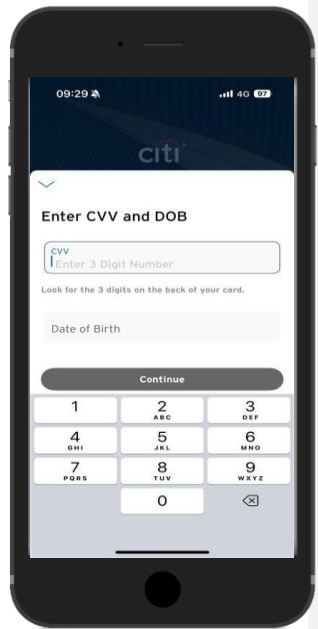 09:29
4G 97
citi
Enter CVV and DOB
CVV
Enter 3 Digit Number
Look for the 3 digits on the back of your card.
Date of Birth
Continue
1 2 3
ABC DEF
4 5 6
GHI JKL MNO
7 8 9
PQRS TUV WXYZ
0